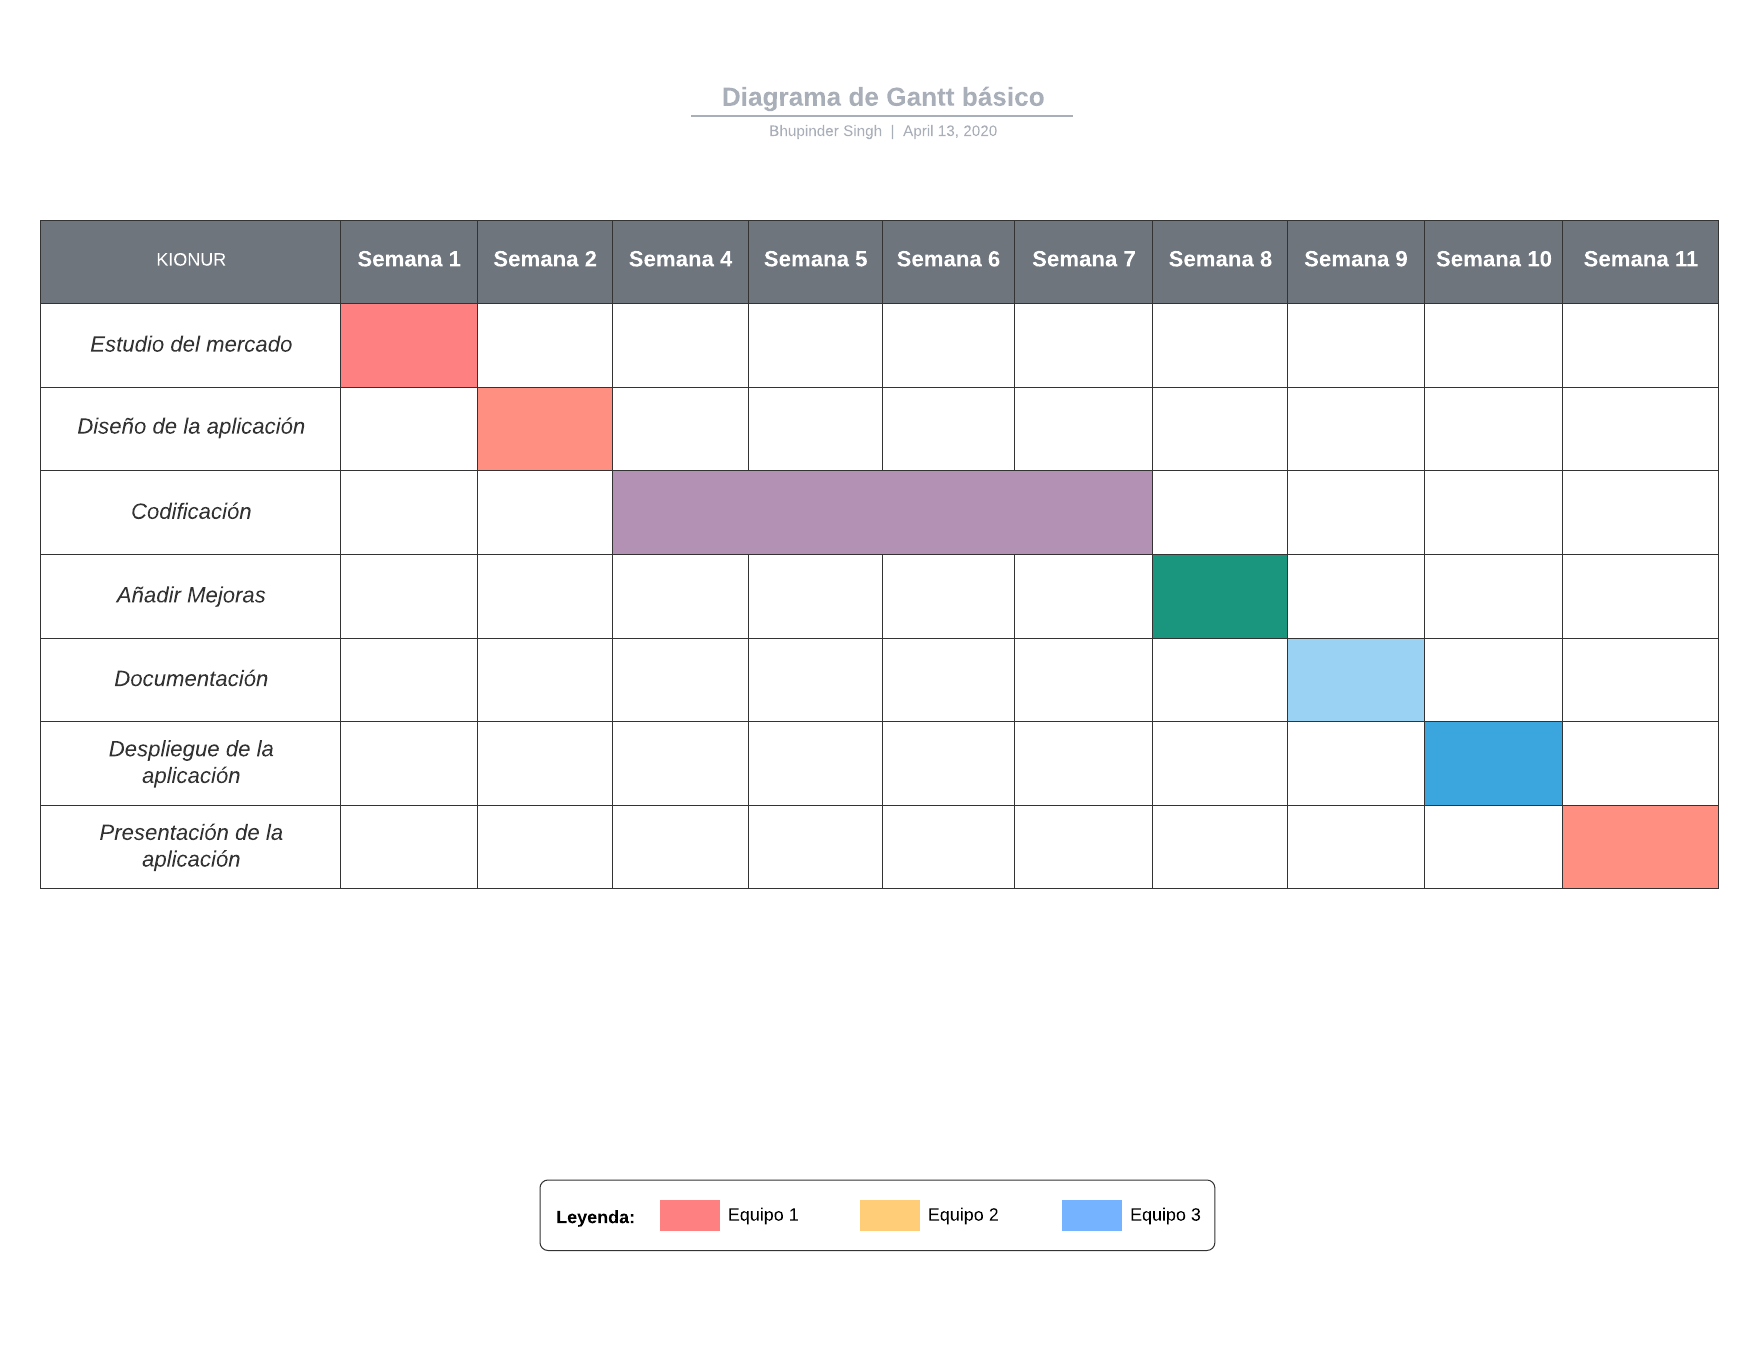 Diagrama de Gantt básico
Bhupinder Singh | April 13, 2020
KIONUR Semana 1 Semana 2 Semana 4 Semana 5 Semana 6 Semana 7 Semana 8 Semana 9 Semana 10 Semana 11
Estudio del mercado
Diseño de la aplicación
Codificación
Añadir Mejoras
Documentación
Despliegue de la
aplicación
Presentación de la
aplicación
Leyenda: Equipo 1 Equipo 2 Equipo 3